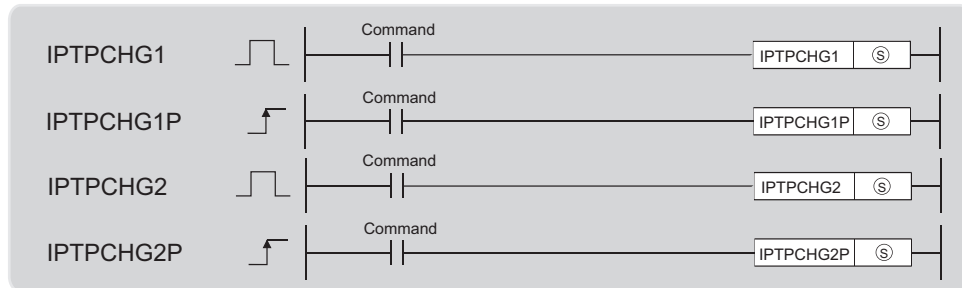 Command
IPTPCHG1 IPTPCHG1 Ⓢ
Command
IPTPCHG1P IPTPCHG1P Ⓢ
Command
IPTPCHG2 IPTPCHG2 Ⓢ
Command
IPTPCHG2P IPTPCHG2P Ⓢ